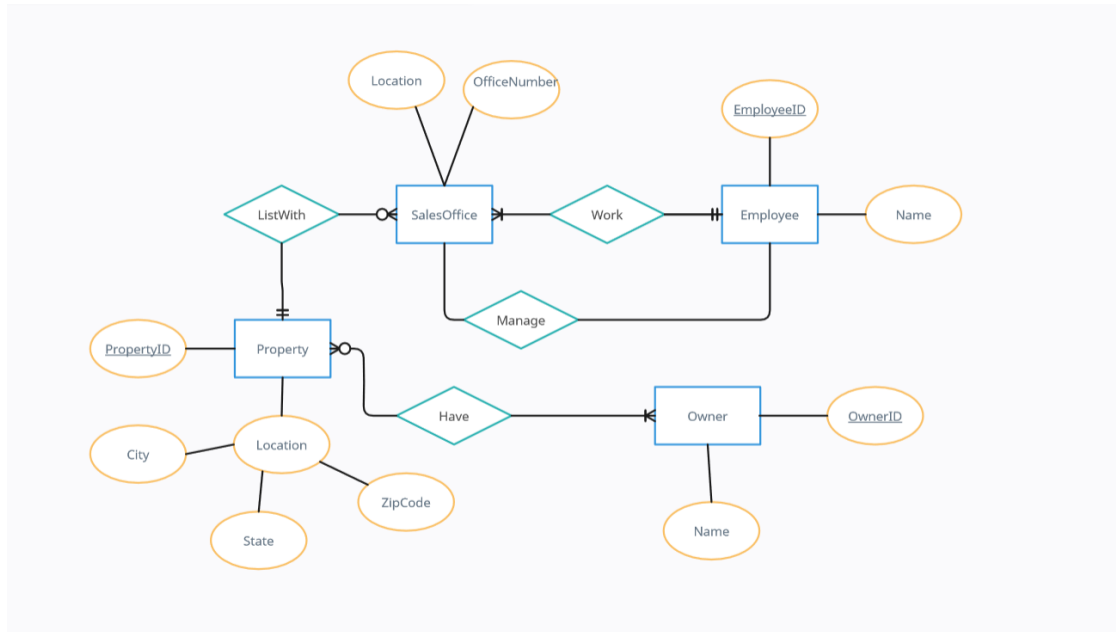 Location
OfficeNumber
EmployeeID
ListWith
SalesOffice
Work
Employee
Name
Manage
PropertyID
Property
Have
Owner
OwnerID
City
Location
ZipCode
State
Name